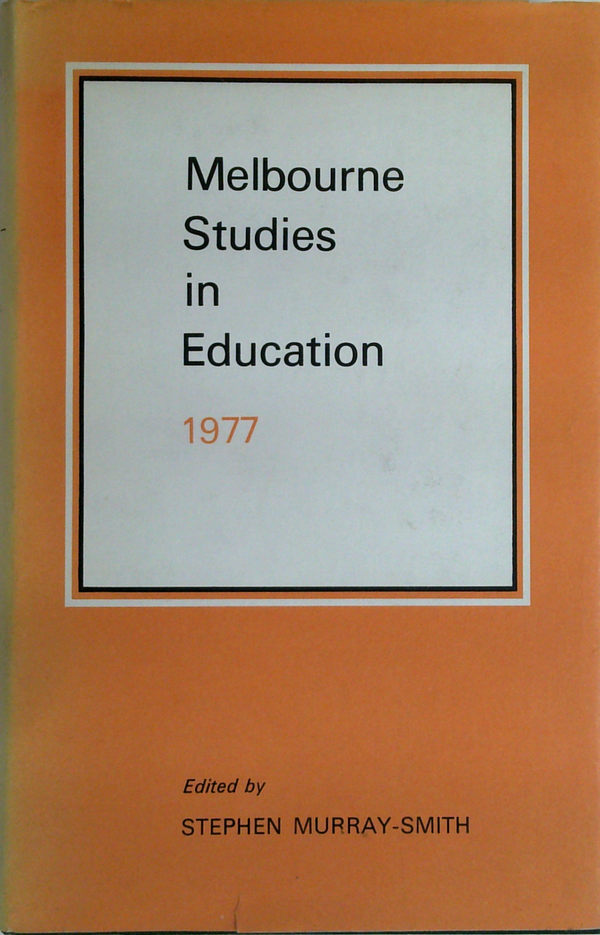 Melbourne
Studies
in
Education
1977
Edited by
STEPHEN MURRAY-SMITH